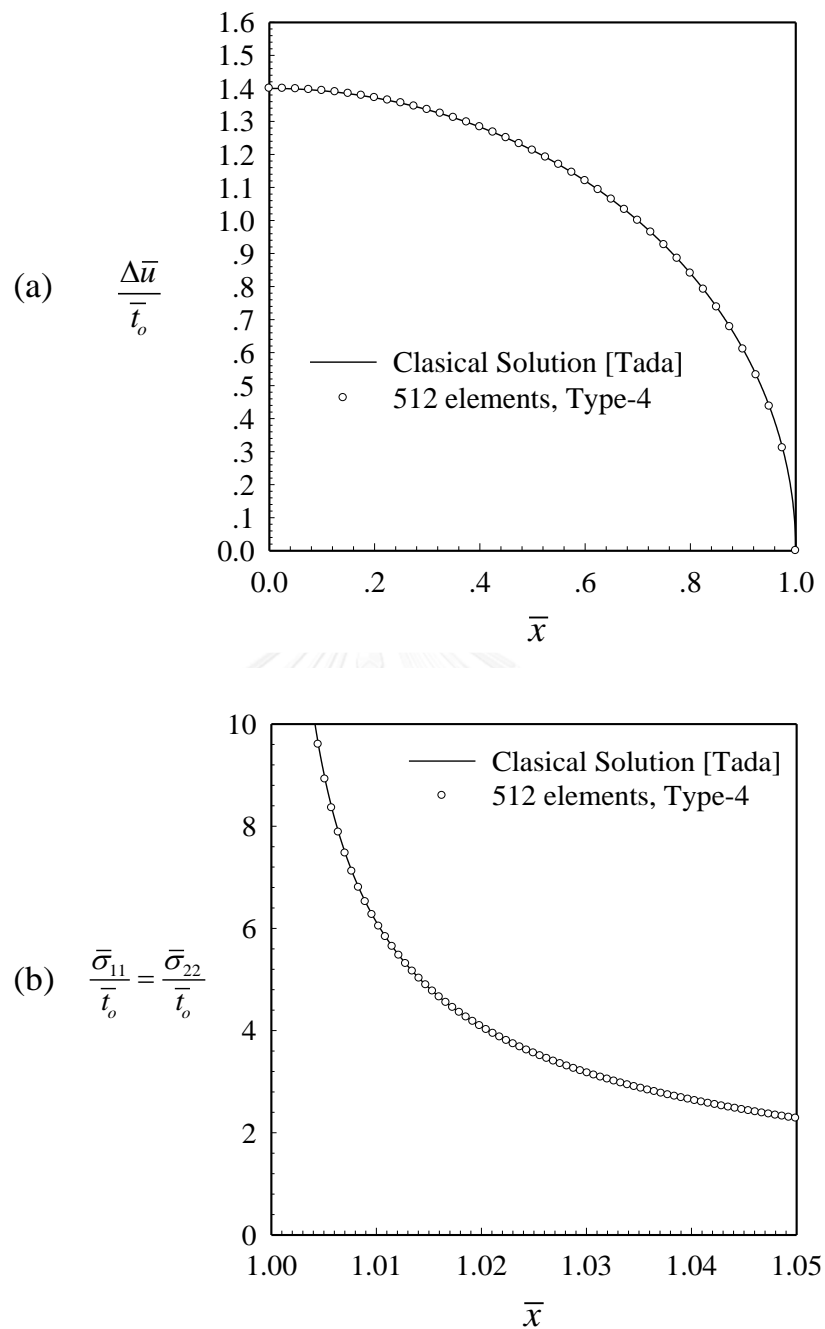 1.6
1.5
1.4
1.3
1.2
1.1
1.0
.9
.8
.7
.6
.5
.4
.3
.2
.1
0.0
(a)
Δu̅
t̅ₒ
Clasical Solution [Tada]
512 elements, Type-4
0.0 .2 .4 .6 .8 1.0
x̅
10
8
6
4
2
0
(b)
σ̅₁₁ / t̅ₒ = σ̅₂₂ / t̅ₒ
Clasical Solution [Tada]
512 elements, Type-4
1.00 1.01 1.02 1.03 1.04 1.05
x̅